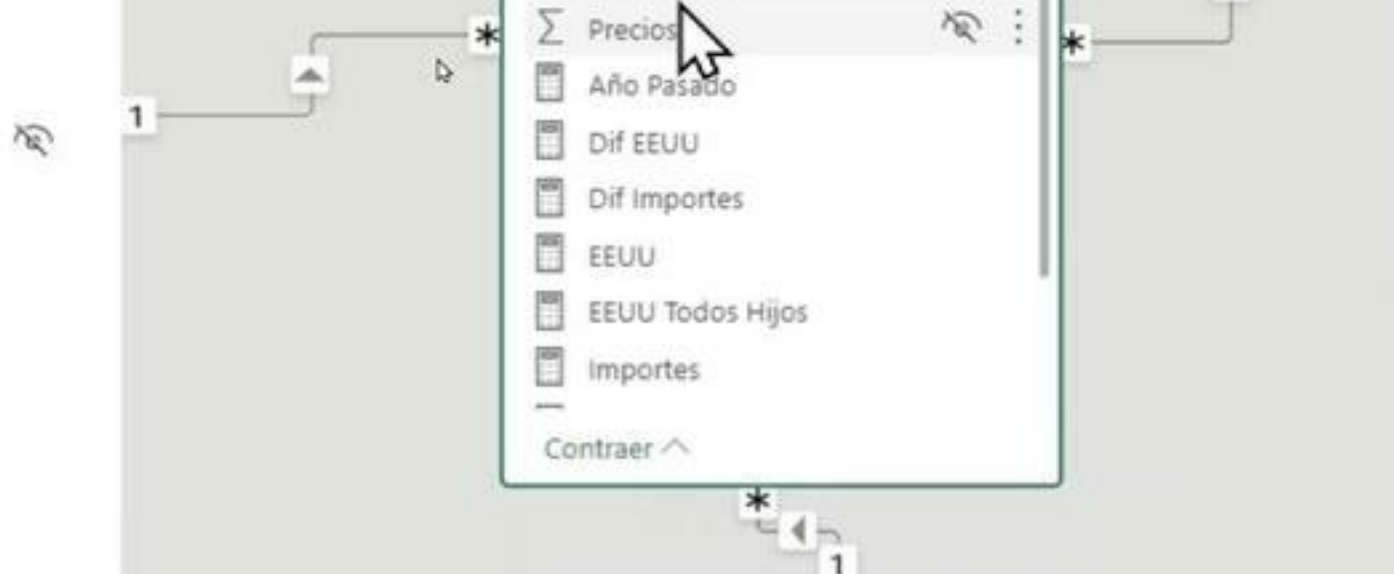 * Precios *
1
Año Pasado
Dif EEUU
Dif Importes
EEUU
EEUU Todos Hijos
Importes
Contraer
*
1